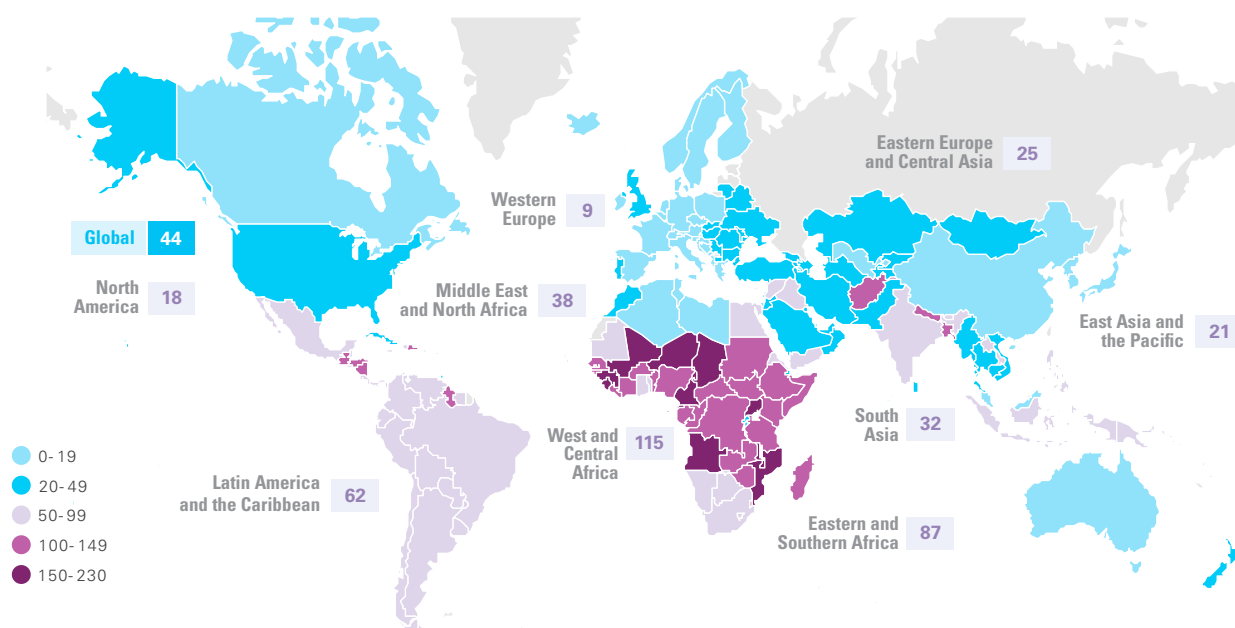 Eastern Europe
and Central Asia
25
Western
Europe
9
Global
44
North
America
18
Middle East
and North Africa
38
East Asia and
the Pacific
21
South
Asia
32
West and
Central
Africa
115
Latin America
and the Caribbean
62
Eastern and
Southern Africa
87
0-19
20-49
50-99
100-149
150-230